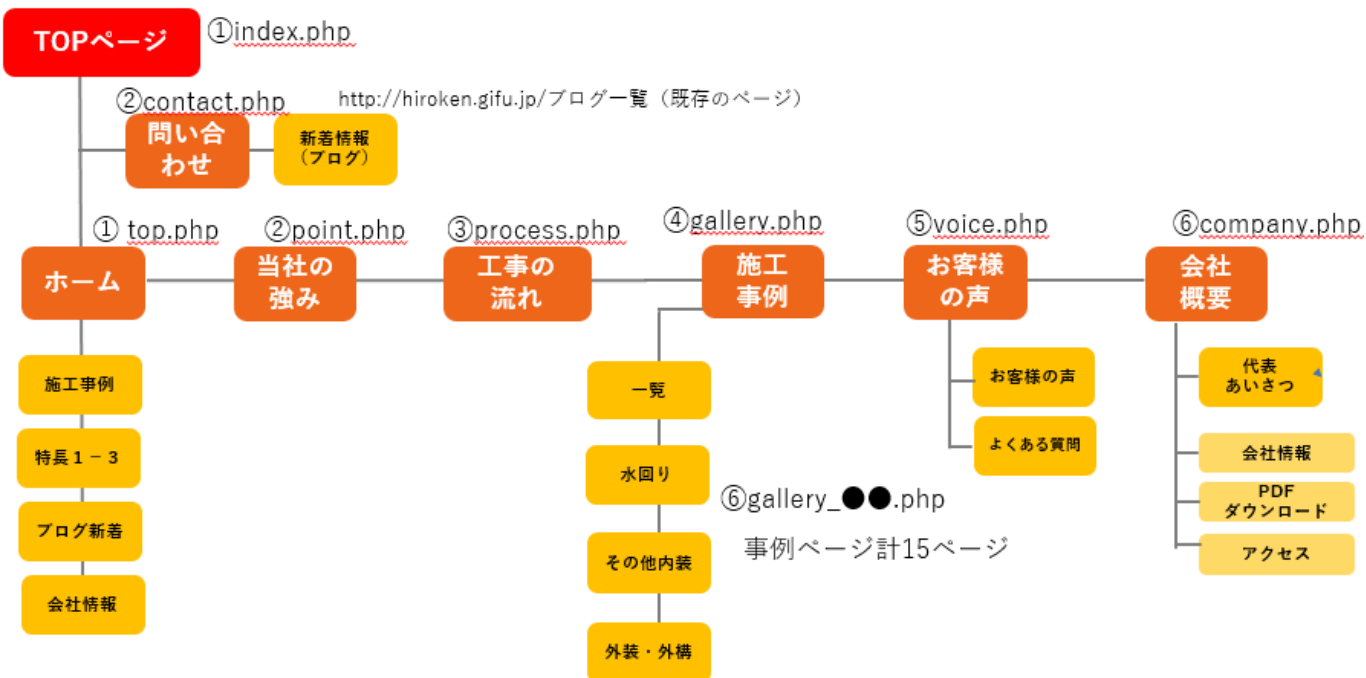 TOPページ
①index.php
②contact.php
http://hiroken.gifu.jp/ブログ一覧（既存のページ）
問い合
わせ
新着情報
（ブログ）
① top.php
②point.php
③process.php
④gallery.php
⑤voice.php
⑥company.php
ホーム
当社の
強み
工事の
流れ
施工
事例
お客様
の声
会社
概要
施工事例
特長１－３
ブログ新着
会社情報
一覧
水回り
その他内装
外装・外構
⑥gallery_●●.php
事例ページ計15ページ
お客様の声
よくある質問
代表
あいさつ
会社情報
PDF
ダウンロード
アクセス